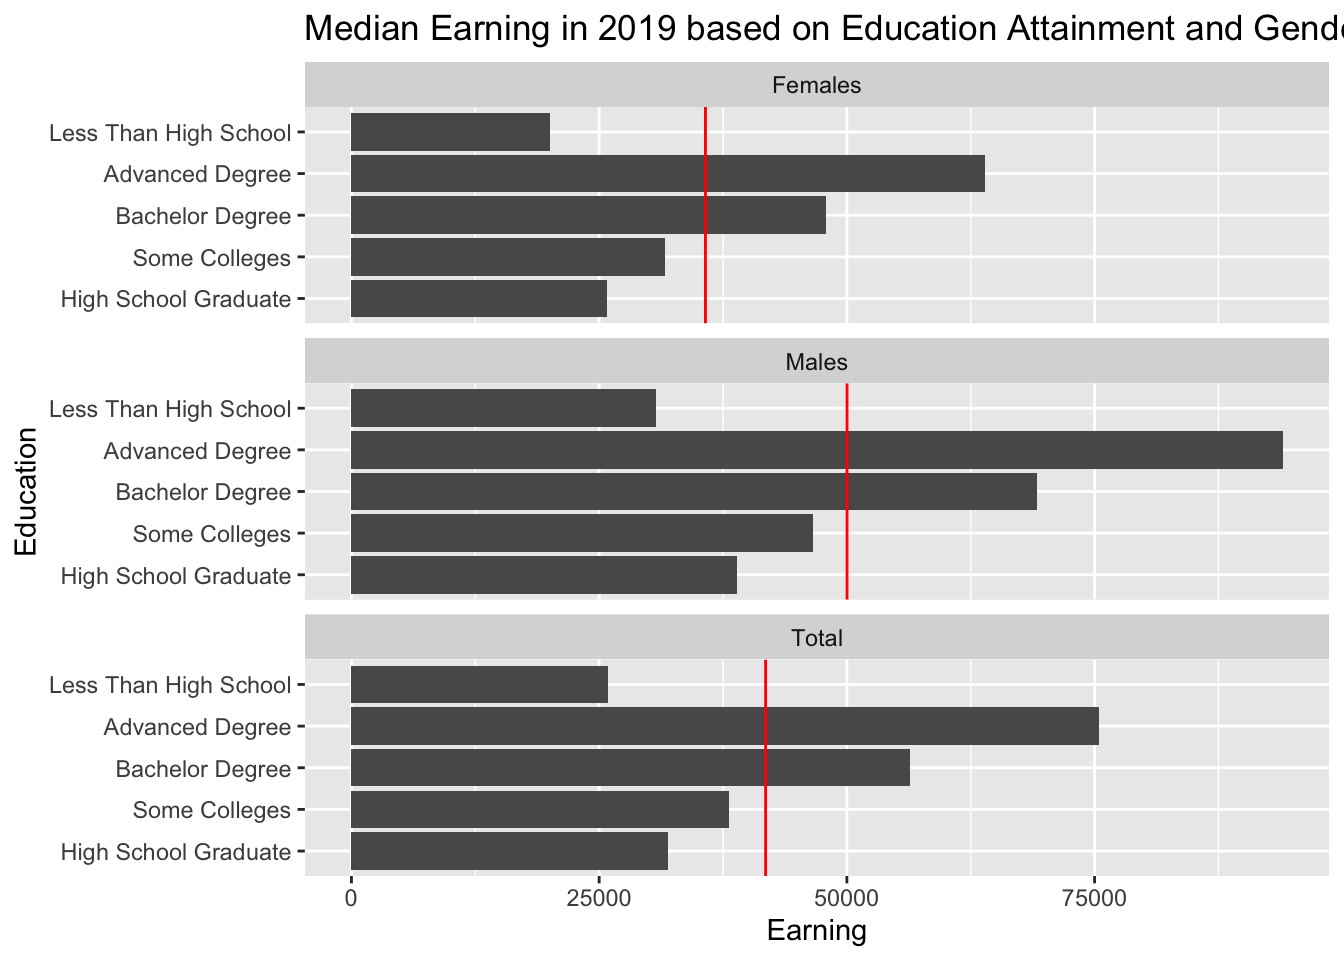 Median Earning in 2019 based on Education Attainment and Gende
Females
Less Than High School
Advanced Degree
Bachelor Degree
Some Colleges
High School Graduate
Males
Less Than High School
Advanced Degree
Bachelor Degree
Some Colleges
High School Graduate
Education
Total
Less Than High School
Advanced Degree
Bachelor Degree
Some Colleges
High School Graduate
0 25000 50000 75000
Earning